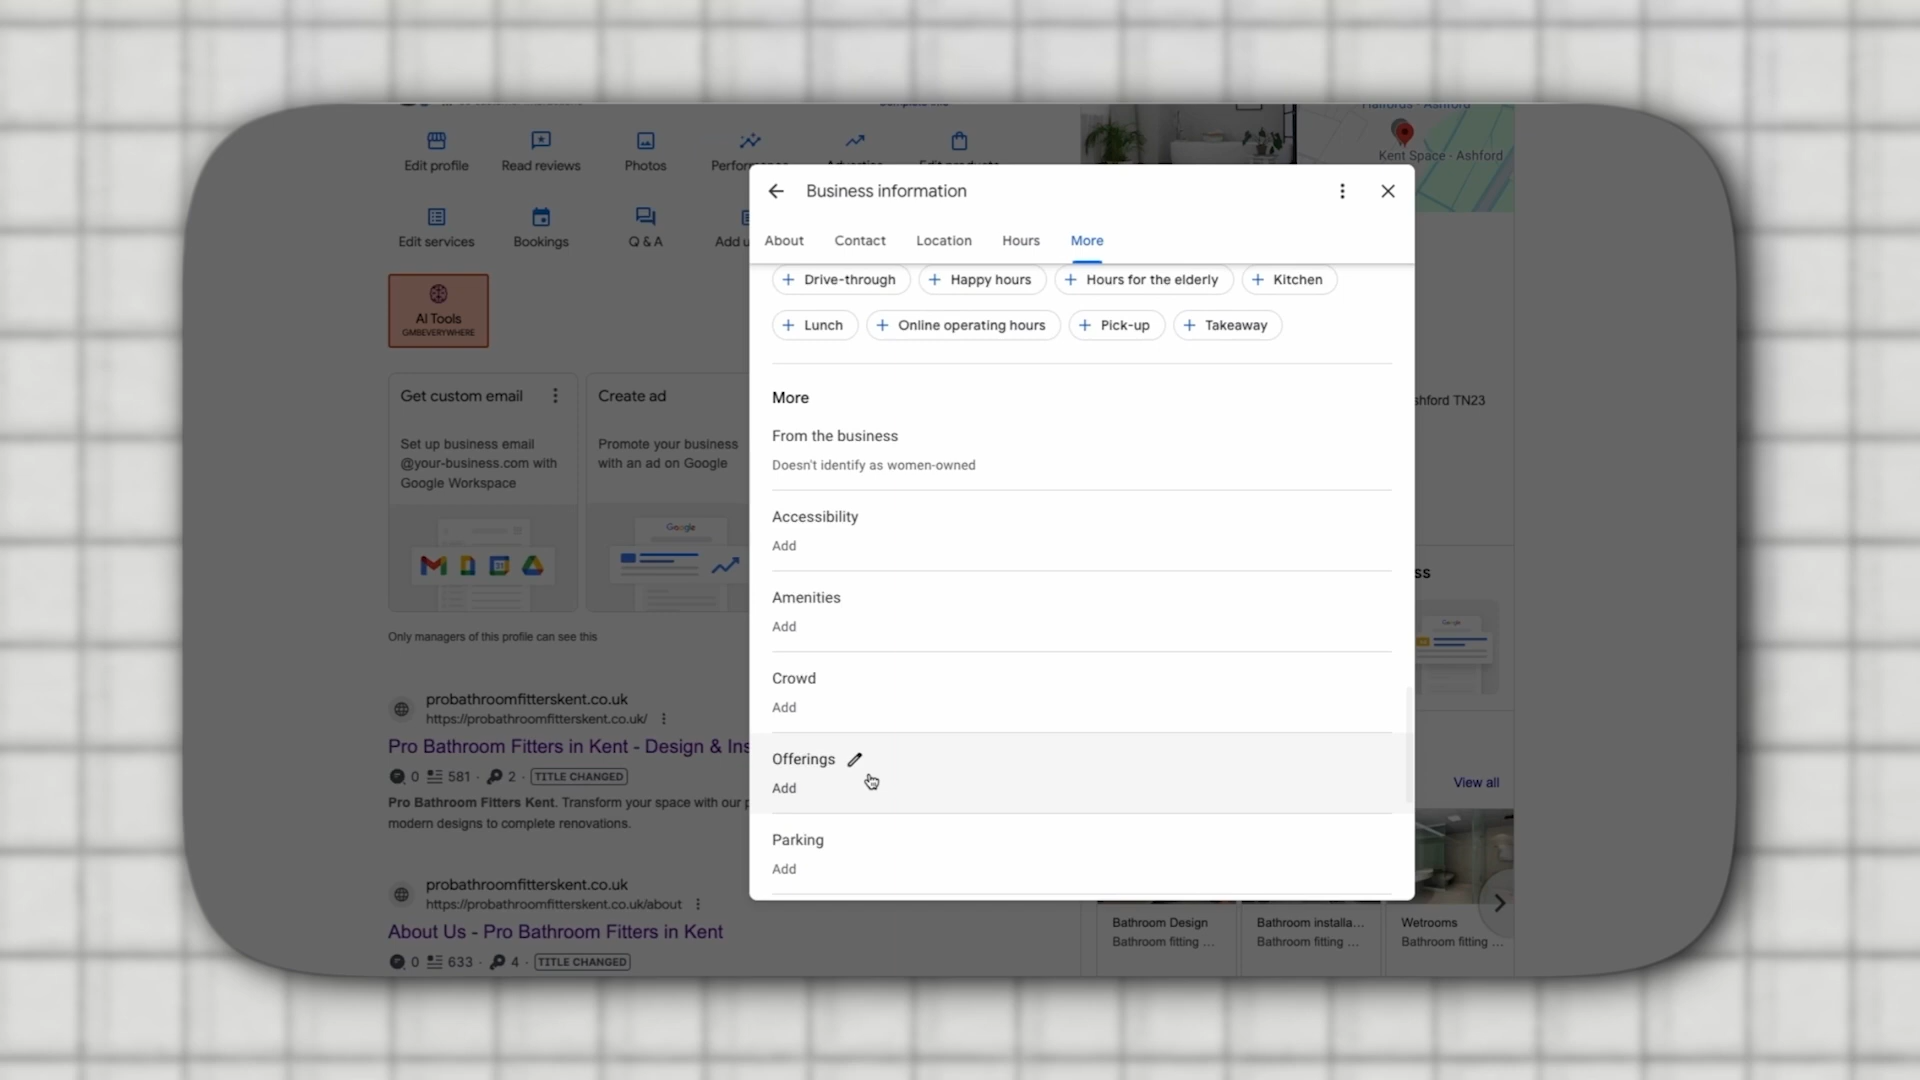 Edit profile
Read reviews
Photos
Edit services
Bookings
Q & A
AI Tools
GMBEVERYWHERE
Get custom email
Set up business email
@your-business.com with
Google Workspace
Create ad
Promote your business
with an ad on Google
Google
Only managers of this profile can see this
probathroomfitterskent.co.uk
https://probathroomfitterskent.co.uk/
Pro Bathroom Fitters in Kent - Design & Ins
0 581 · 2 · TITLE CHANGED
Pro Bathroom Fitters Kent. Transform your space with our p
modern designs to complete renovations.
probathroomfitterskent.co.uk
https://probathroomfitterskent.co.uk/about
About Us - Pro Bathroom Fitters in Kent
0 633 · 4 · TITLE CHANGED
Business information
About Contact Location Hours More
+ Drive-through + Happy hours + Hours for the elderly + Kitchen
+ Lunch + Online operating hours + Pick-up + Takeaway
More
From the business
Doesn't identify as women-owned
Accessibility
Add
Amenities
Add
Crowd
Add
Offerings
Add
Parking
Add
Kent Space - Ashford
shford TN23
ss
Google
View all
Bathroom Design
Bathroom fitting ...
Bathroom installa...
Bathroom fitting ...
Wetrooms
Bathroom fitting ...